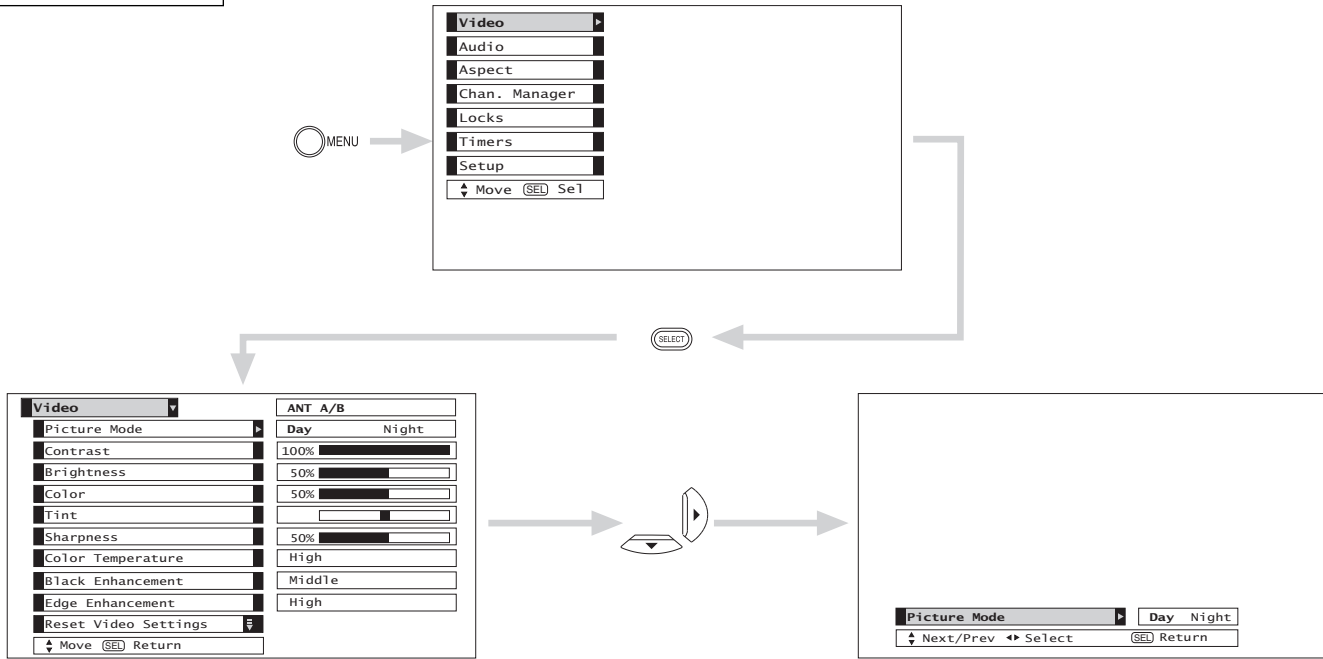 Video
Audio
Aspect
Chan. Manager
Locks
Timers
Setup
Move SEL Sel
MENU
SELECT
Video ANT A/B
Picture Mode Day Night
Contrast 100%
Brightness 50%
Color 50%
Tint
Sharpness 50%
Color Temperature High
Black Enhancement Middle
Edge Enhancement High
Reset Video Settings
Move SEL Return
Picture Mode Day Night
Next/Prev Select SEL Return